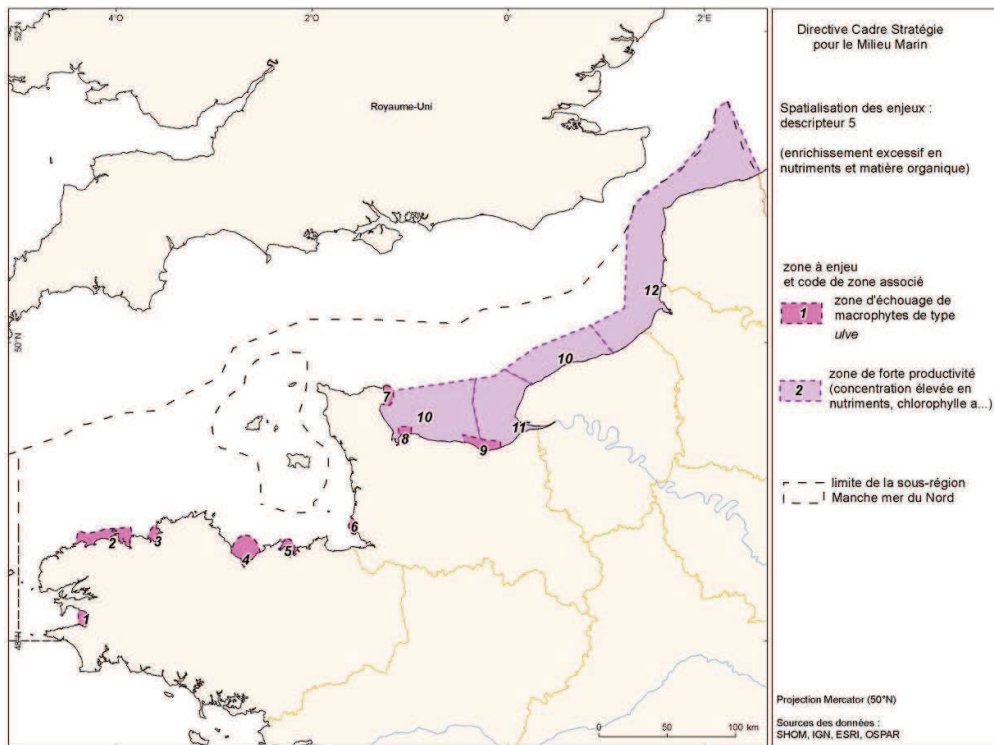 4°0
2°0
0°
2°E
52°N
50°N
48°N
Royaume-Uni
12
10
7
10
11
8
9
6
2
3
4
5
1
0
50
100 km
Directive Cadre Stratégie
pour le Milieu Marin
Spatialisation des enjeux :
descripteur 5
(enrichissement excessif en
nutriments et matière organique)
zone à enjeu
et code de zone associé
1
zone d'échouage de
macrophytes de type
ulve
2
zone de forte productivité
(concentration élevée en
nutriments, chlorophylle a...)
limite de la sous-région
Manche mer du Nord
Projection Mercator (50°N)
Sources des données :
SHOM, IGN, ESRI, OSPAR